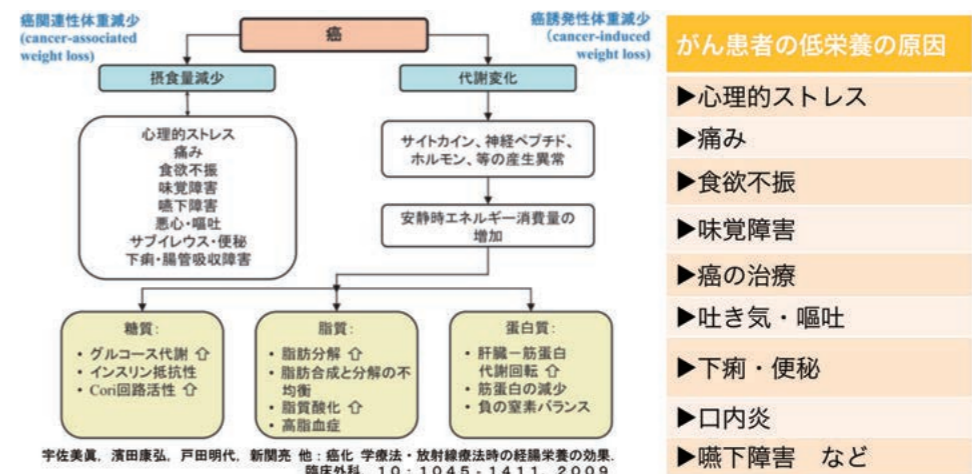 癌関連性体重減少
(cancer-associated
weight loss)
癌
癌誘発性体重減少
(cancer-induced
weight loss)
摂食量減少
代謝変化
心理的ストレス
痛み
食欲不振
味覚障害
嚥下障害
悪心・嘔吐
サブイレウス・便秘
下痢・腸管吸収障害
サイトカイン、神経ペプチド、
ホルモン、等の産生異常
安静時エネルギー消費量の
増加
糖質:
• グルコース代謝 ⇧
• インスリン抵抗性
• Cori回路活性 ⇧
脂質:
• 脂肪分解 ⇧
• 脂肪合成と分解の不
均衡
• 脂質酸化 ⇧
• 高脂血症
蛋白質:
• 肝臓ー筋蛋白
代謝回転 ⇧
• 筋蛋白の減少
• 負の窒素バランス
宇佐美眞, 濱田康弘, 戸田明代, 新関亮 他:癌化 学療法・放射線療法時の経腸栄養の効果.
臨床外科, 10:1045-1411, 2009
がん患者の低栄養の原因
▶心理的ストレス
▶痛み
▶食欲不振
▶味覚障害
▶癌の治療
▶吐き気・嘔吐
▶下痢・便秘
▶口内炎
▶嚥下障害 など